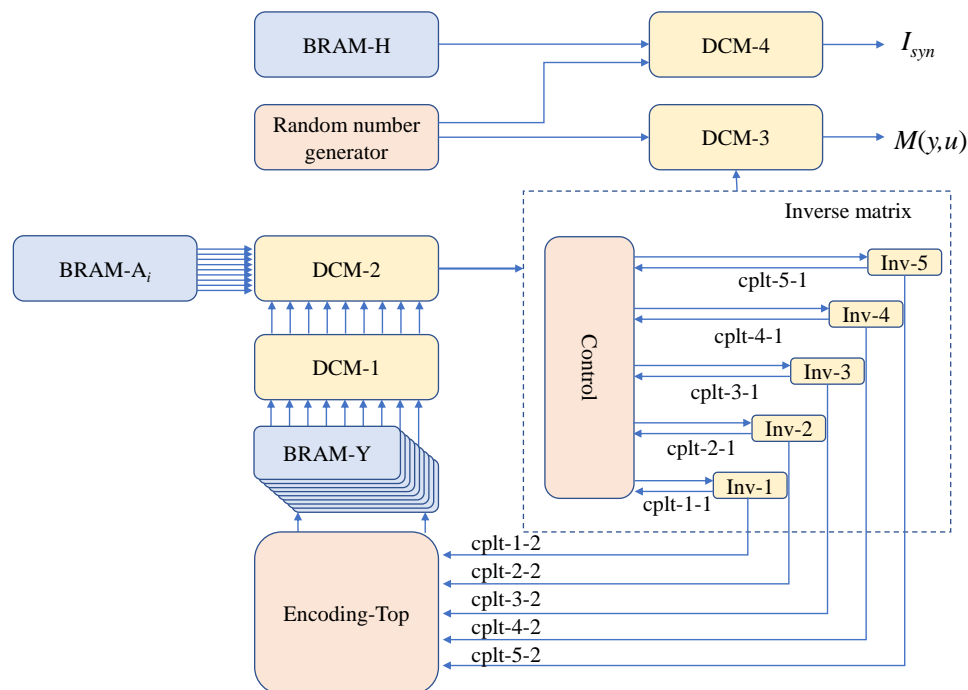 BRAM-H
DCM-4
I_syn
Random number
generator
DCM-3
M(y,u)
Inverse matrix
BRAM-A_i
DCM-2
Control
Inv-5
cplt-5-1
Inv-4
cplt-4-1
DCM-1
Inv-3
cplt-3-1
Inv-2
cplt-2-1
BRAM-Y
Inv-1
cplt-1-1
Encoding-Top
cplt-1-2
cplt-2-2
cplt-3-2
cplt-4-2
cplt-5-2